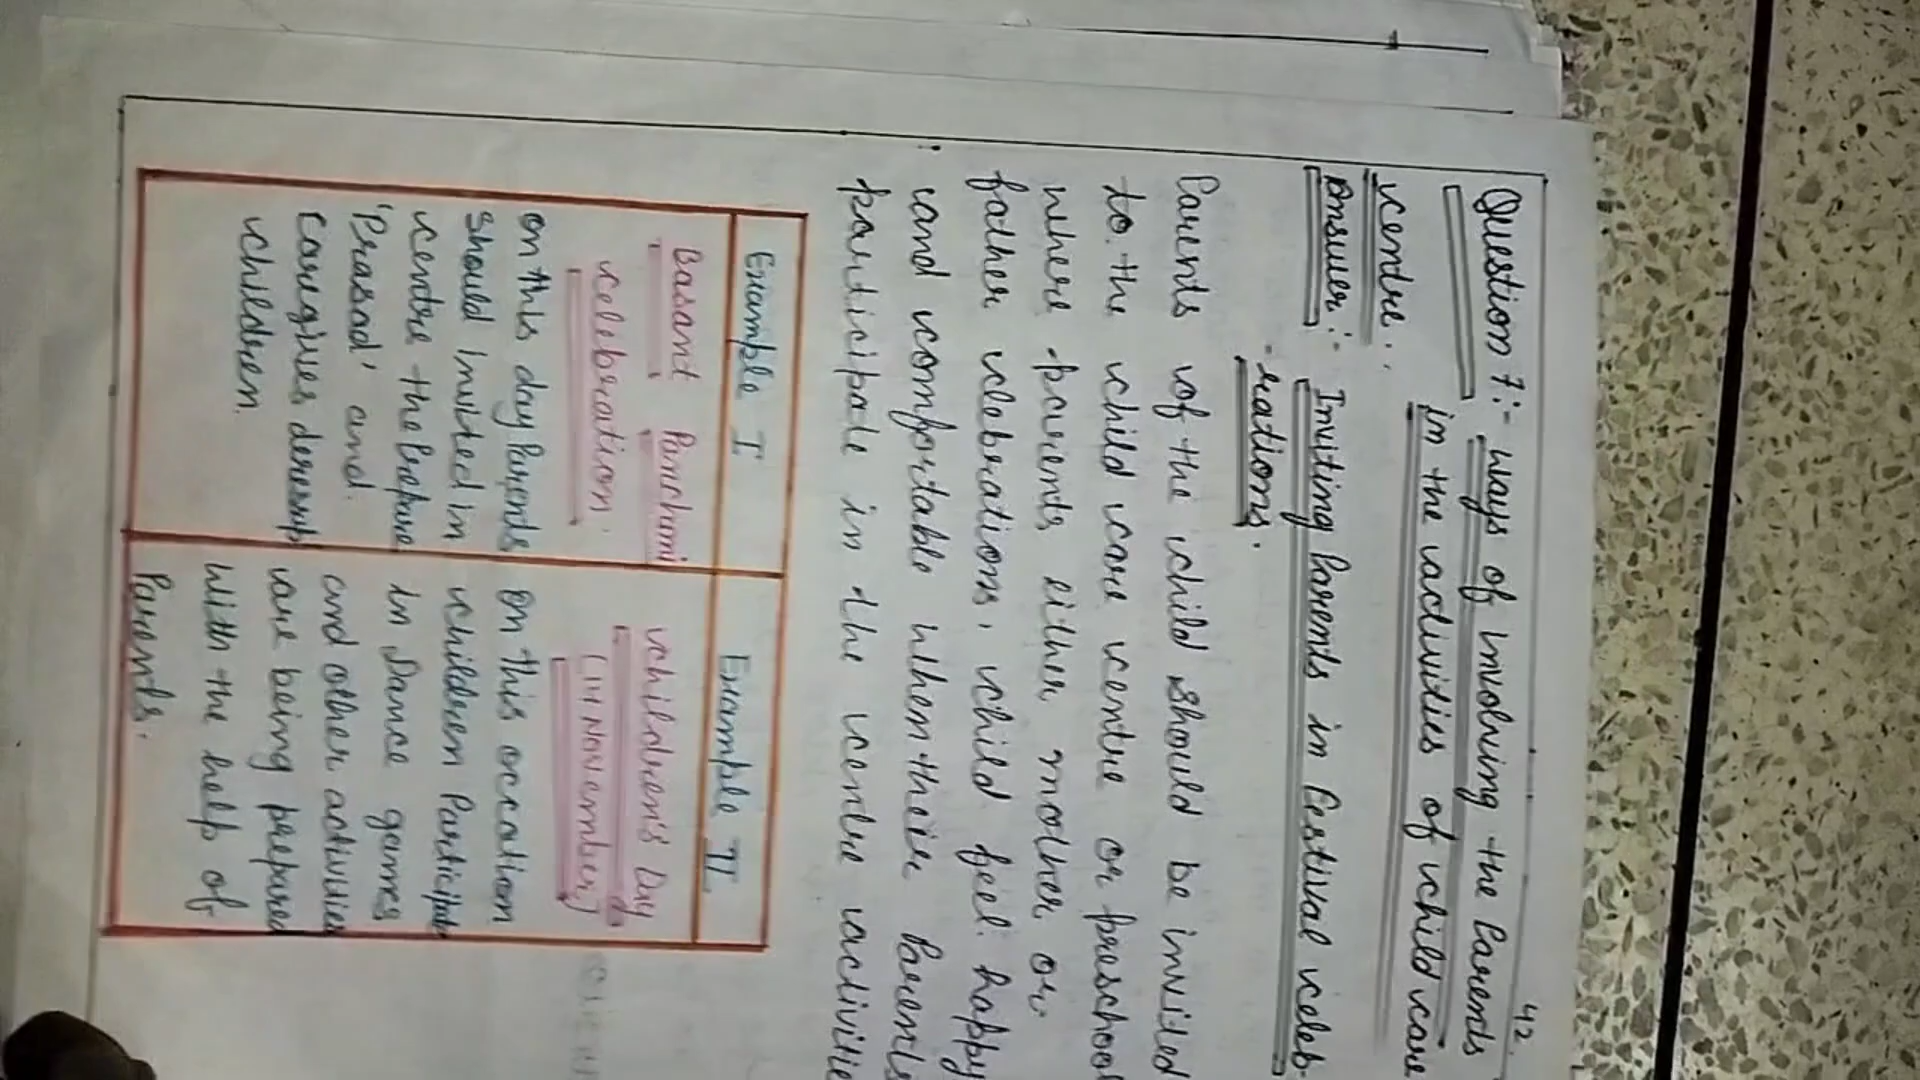 42.
Question 7:- Ways of involving the Parents
in the activities of child care
centre.
Answer:- Inviting Parents in Festival celeb-
-rations.
Parents of the child should be invited
to the child care centre or preschool
where parents either mother or
father clebrations, child feel happy
and comfortable when their Parents
participate in the centre activitie
Example I
Basant Panchami
celebration.
on this day Parents
should invited in
centre the prepare
'Prasad' and
caregives dressup
children.
Example II
children's Day
(14 November)
on this occation
children Participate
in Dance games
and other activities
are being prepared
with the help of
Parents.